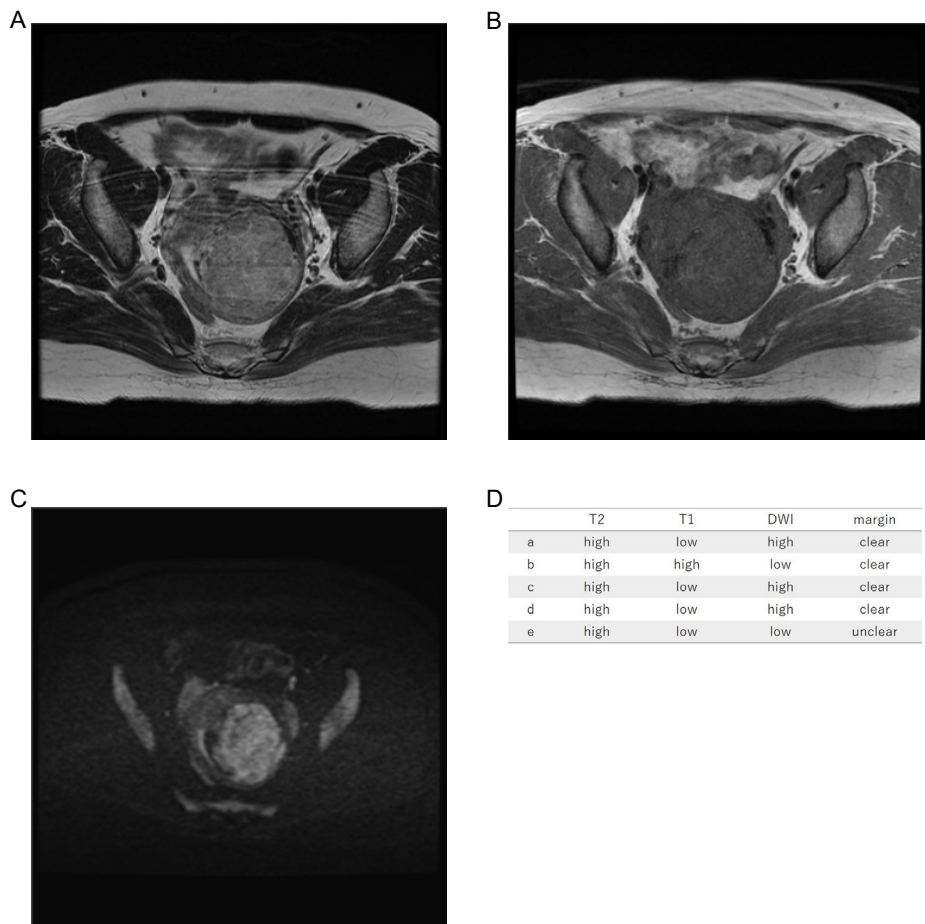 A
B
C
D
T2 T1 DWI margin
a high low high clear
b high high low clear
c high low high clear
d high low high clear
e high low low unclear